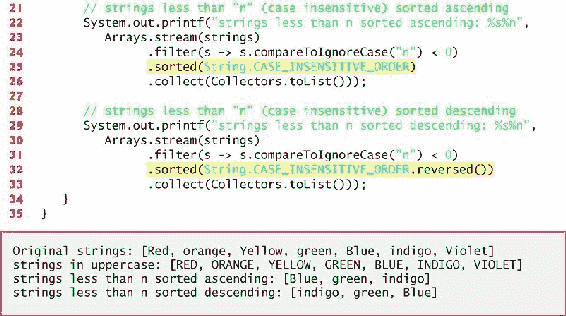 21 // strings less than "n" (case insensitive) sorted ascending
22 System.out.printf("strings less than n sorted ascending: %s%n",
23 Arrays.stream(strings)
24 .filter(s -> s.compareToIgnoreCase("n") < 0)
25 .sorted(String.CASE_INSENSITIVE_ORDER)
26 .collect(Collectors.toList()));
27
28 // strings less than "n" (case insensitive) sorted descending
29 System.out.printf("strings less than n sorted descending: %s%n",
30 Arrays.stream(strings)
31 .filter(s -> s.compareToIgnoreCase("n") < 0)
32 .sorted(String.CASE_INSENSITIVE_ORDER.reversed())
33 .collect(Collectors.toList()));
34 }
35 }
Original strings: [Red, orange, Yellow, green, Blue, indigo, Violet]
strings in uppercase: [RED, ORANGE, YELLOW, GREEN, BLUE, INDIGO, VIOLET]
strings less than n sorted ascending: [Blue, green, indigo]
strings less than n sorted descending: [indigo, green, Blue]